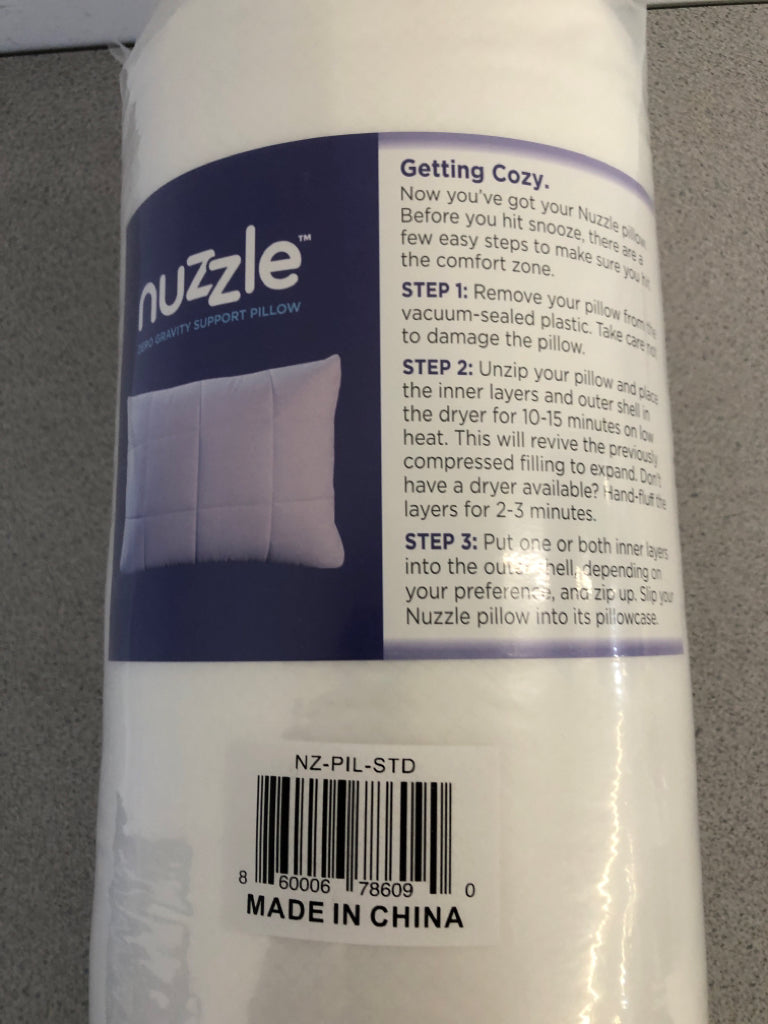 nuzzle™
ZERO GRAVITY SUPPORT PILLOW
Getting Cozy.
Now you've got your Nuzzle pillow
Before you hit snooze, there are a
few easy steps to make sure you hit
the comfort zone.
STEP 1: Remove your pillow from the
vacuum-sealed plastic. Take care not
to damage the pillow.
STEP 2: Unzip your pillow and place
the inner layers and outer shell in
the dryer for 10-15 minutes on low
heat. This will revive the previously
compressed filling to expand. Don't
have a dryer available? Hand-fluff the
layers for 2-3 minutes.
STEP 3: Put one or both inner layers
into the outer shell, depending on
your preference, and zip up. Slip your
Nuzzle pillow into its pillowcase.
NZ-PIL-STD
8 60006 78609 0
MADE IN CHINA